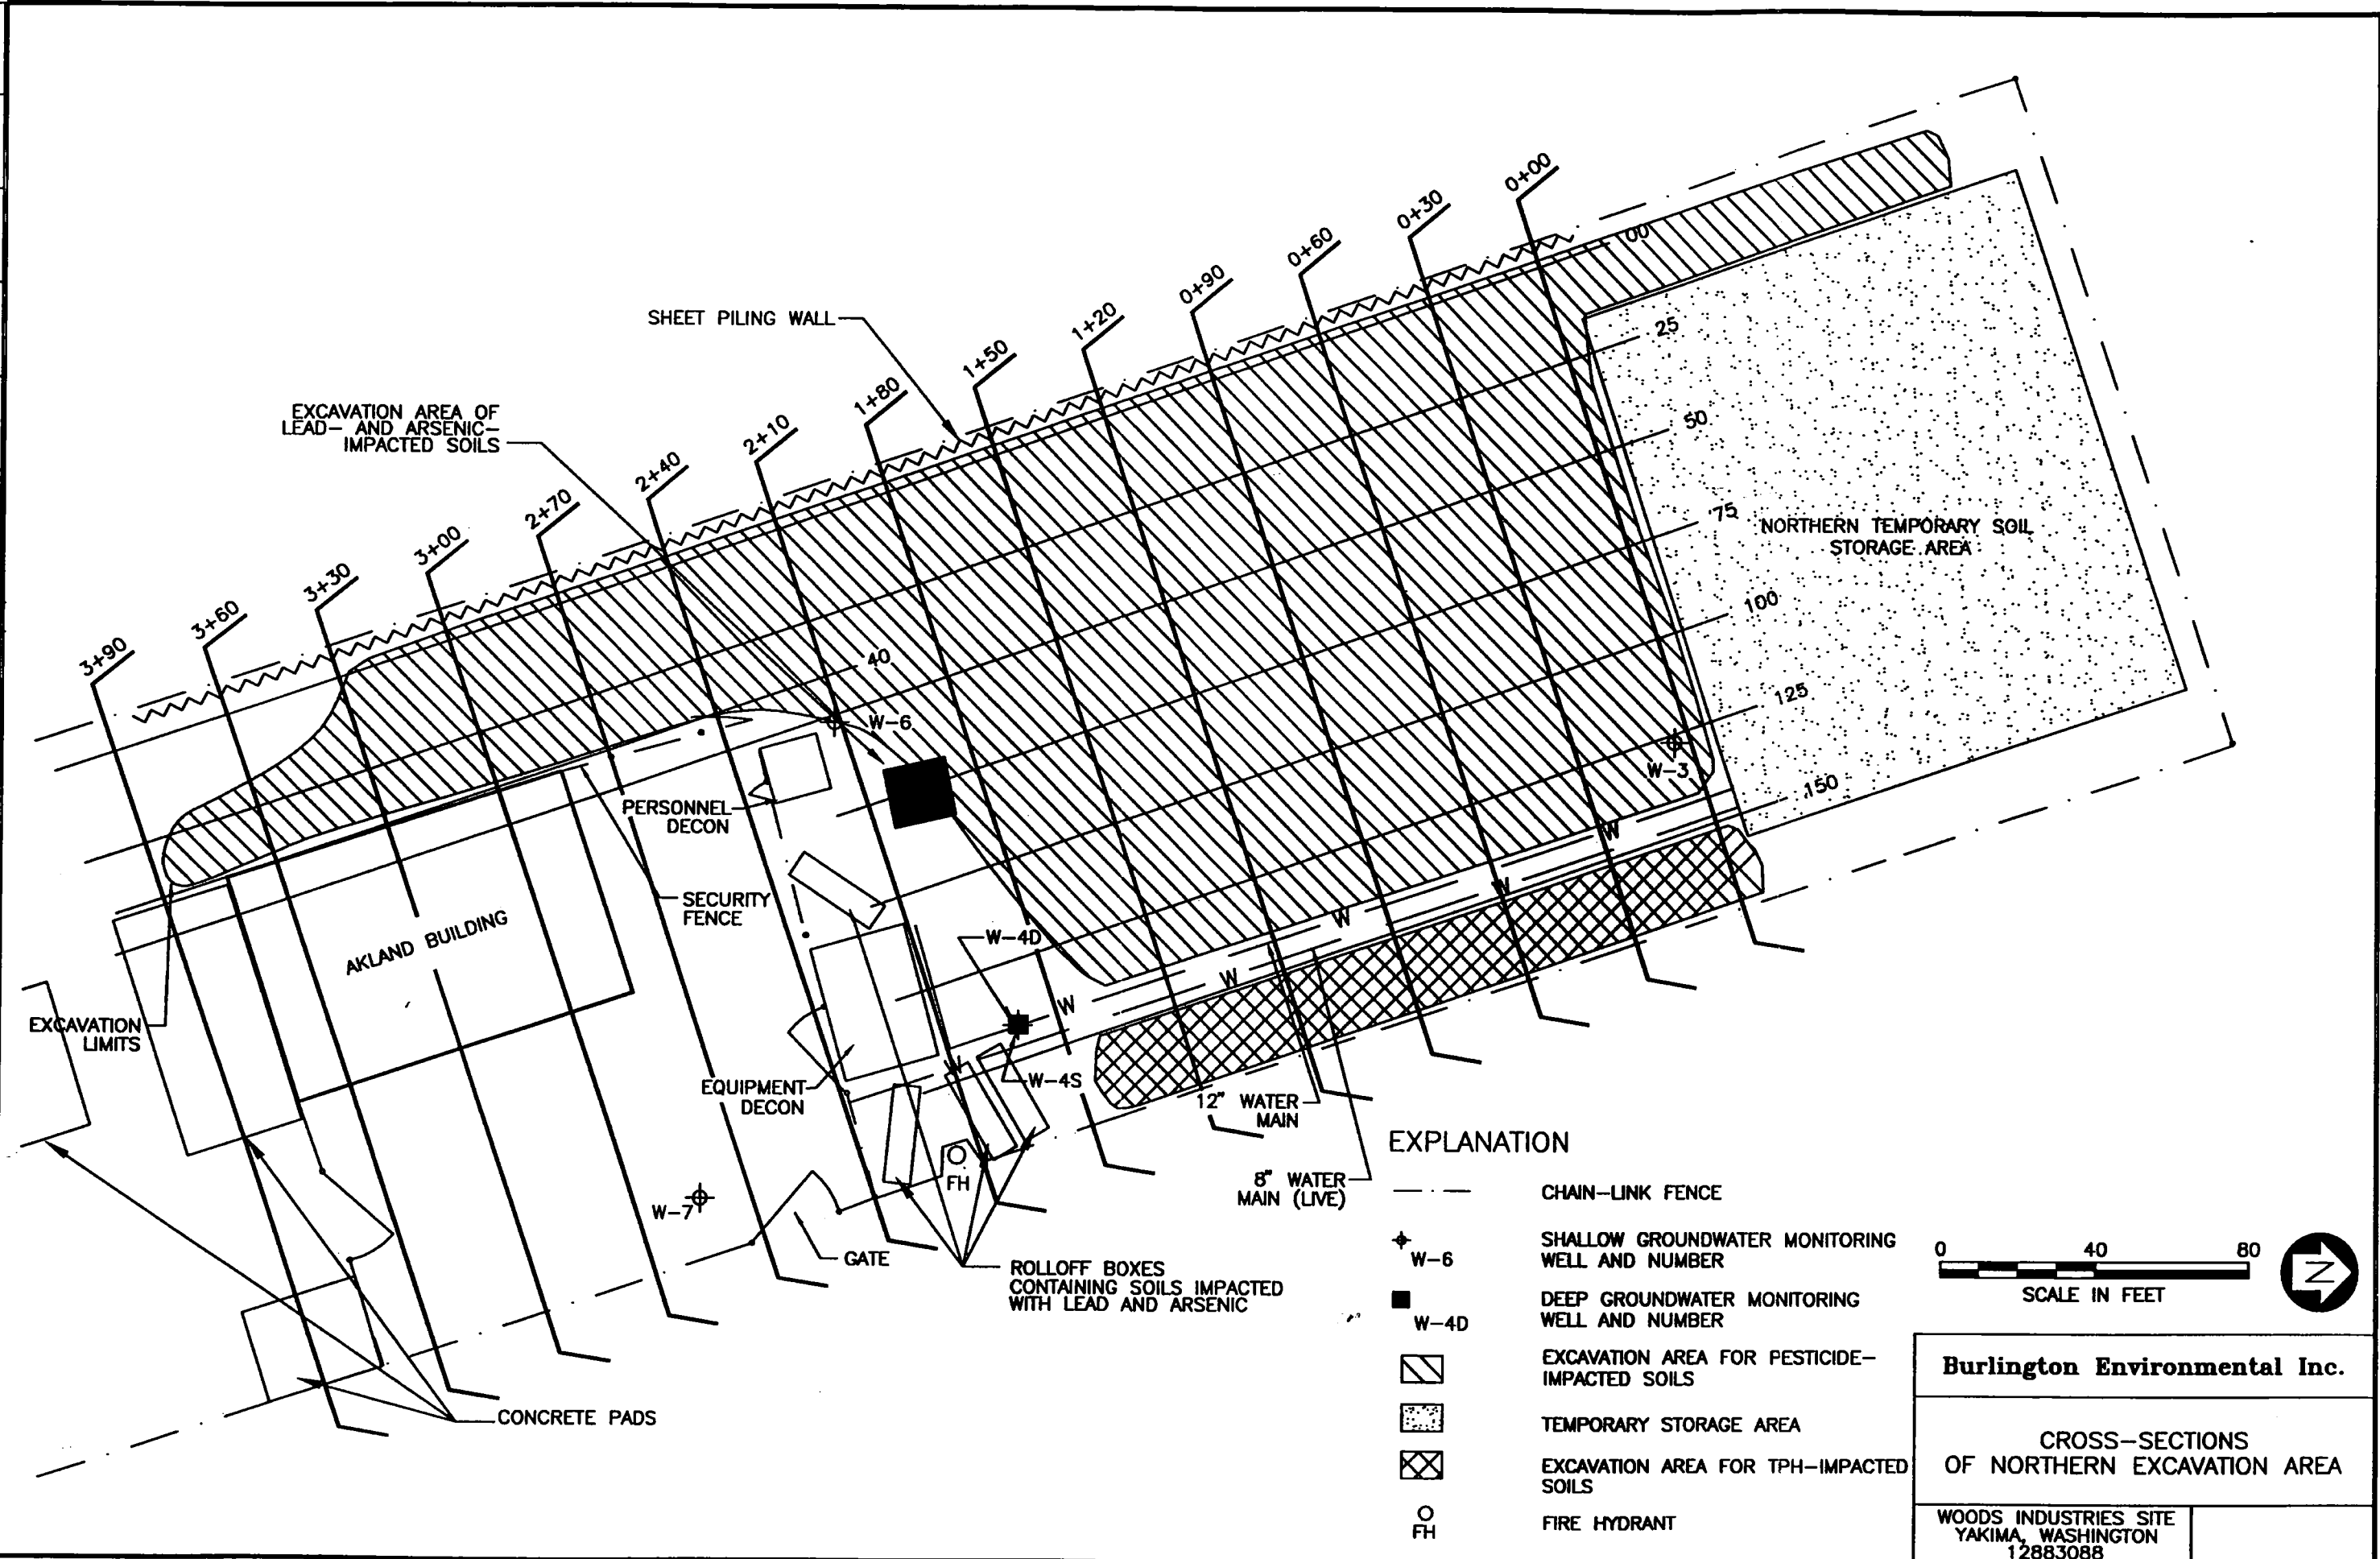 0+00
0+30
0+60
0+90
1+20
1+50
1+80
2+10
2+40
2+70
3+00
3+30
3+60
3+90
SHEET PILING WALL
EXCAVATION AREA OF
LEAD- AND ARSENIC-
IMPACTED SOILS
00
25
50
75
100
125
150
40
NORTHERN TEMPORARY SOIL
STORAGE AREA
W-6
W-3
PERSONNEL
DECON
SECURITY
FENCE
AKLAND BUILDING
W-4D
W
W
W
W
W
W
EXCAVATION
LIMITS
EQUIPMENT
DECON
W-4S
12" WATER
MAIN
8" WATER
MAIN (LIVE)
FH
W-7
GATE
ROLLOFF BOXES
CONTAINING SOILS IMPACTED
WITH LEAD AND ARSENIC
CONCRETE PADS
EXPLANATION
CHAIN-LINK FENCE
W-6
SHALLOW GROUNDWATER MONITORING
WELL AND NUMBER
W-4D
DEEP GROUNDWATER MONITORING
WELL AND NUMBER
EXCAVATION AREA FOR PESTICIDE-
IMPACTED SOILS
TEMPORARY STORAGE AREA
EXCAVATION AREA FOR TPH-IMPACTED
SOILS
FH
FIRE HYDRANT
0 40 80
SCALE IN FEET
N
Burlington Environmental Inc.
CROSS-SECTIONS
OF NORTHERN EXCAVATION AREA
WOODS INDUSTRIES SITE
YAKIMA, WASHINGTON
12883088